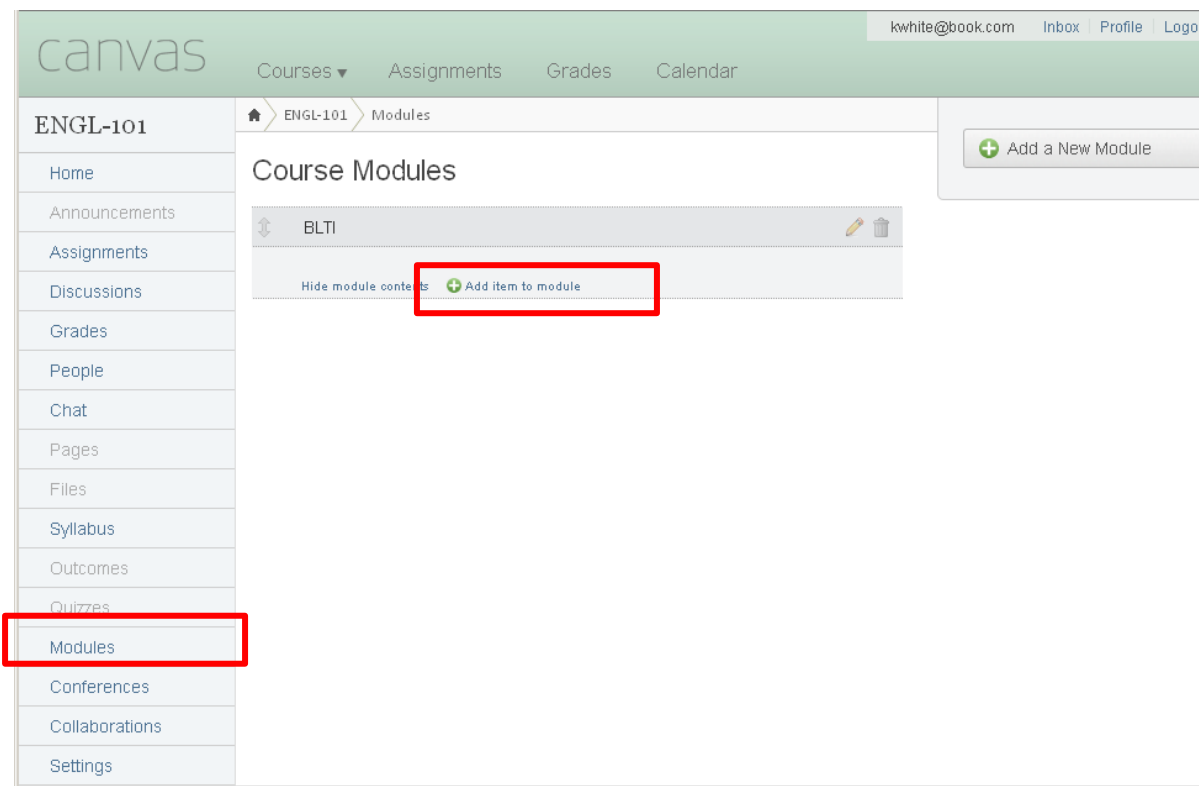 kwhite@book.com Inbox Profile Logo
canvas
Courses ▾ Assignments Grades Calendar
ENGL-101
ENGL-101 Modules
Add a New Module
Course Modules
BLTI
Hide module contents Add item to module
Home
Announcements
Assignments
Discussions
Grades
People
Chat
Pages
Files
Syllabus
Outcomes
Quizzes
Modules
Conferences
Collaborations
Settings